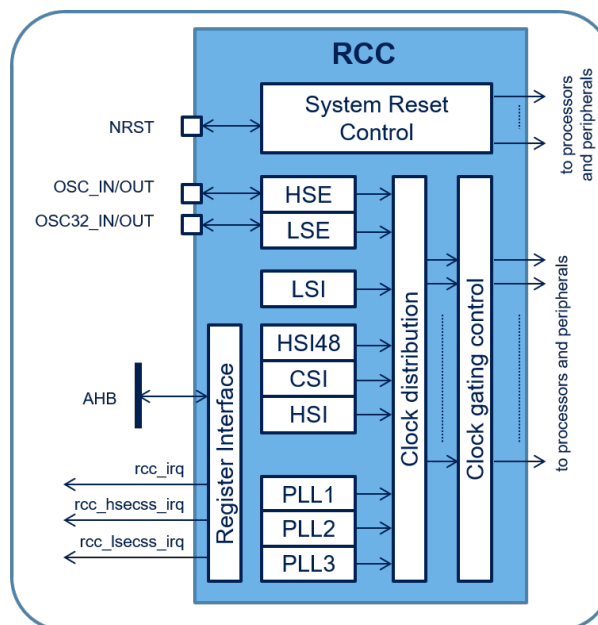 RCC
System Reset
Control
NRST
to processors
and peripherals
OSC_IN/OUT
OSC32_IN/OUT
HSE
LSE
LSI
HSI48
CSI
HSI
Clock distribution
Clock gating control
to processors and peripherals
AHB
Register Interface
rcc_irq
rcc_hsecss_irq
rcc_lsecss_irq
PLL1
PLL2
PLL3